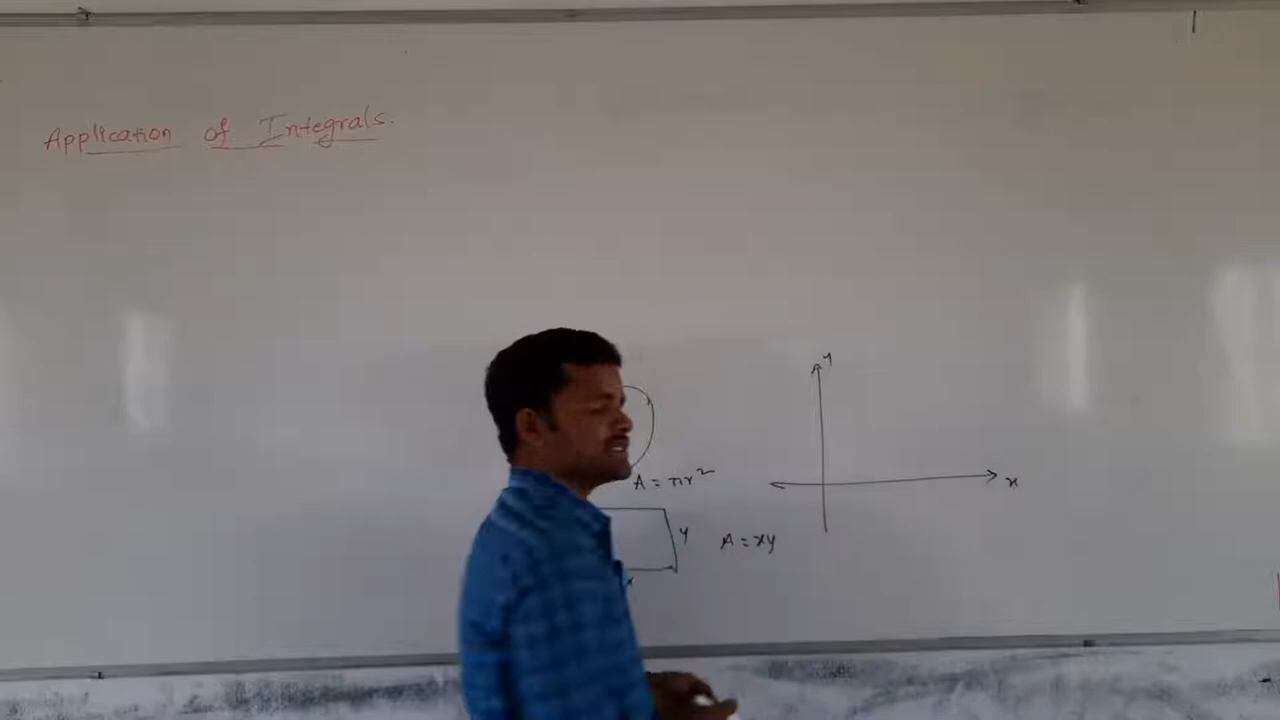 Application of Integrals.
y
A = πr²
x
y
A = xy
x